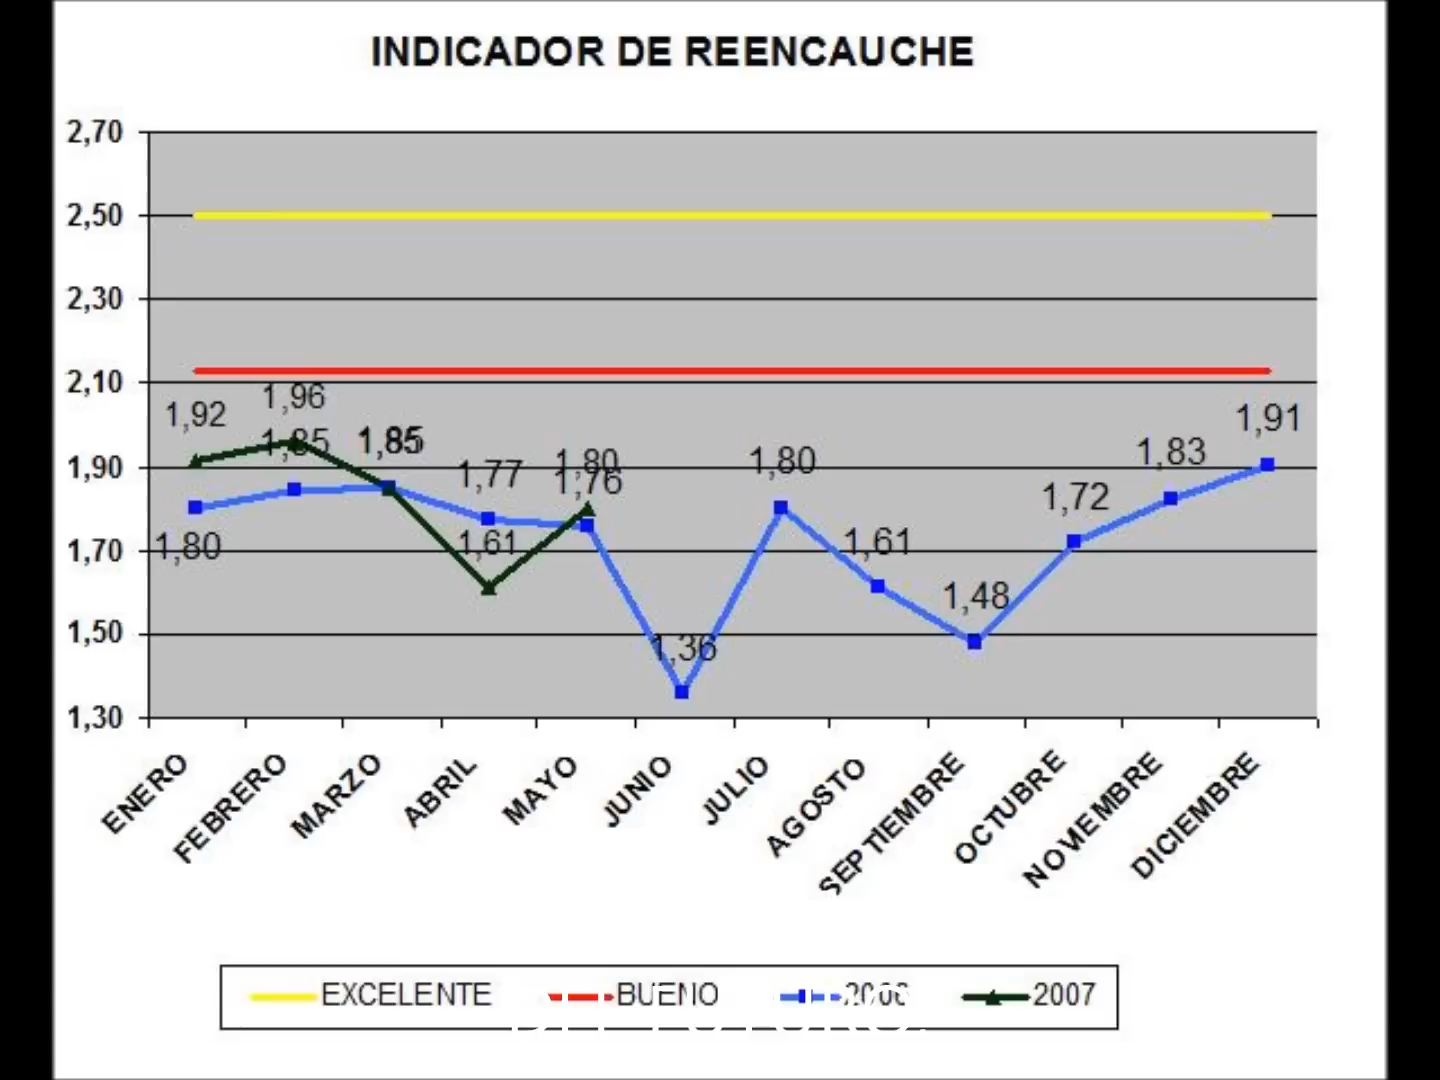 INDICADOR DE REENCAUCHE
2,70
2,50
2,30
2,10
1,90
1,70
1,50
1,30
1,92
1,96
1,85
1,85
1,85
1,77
1,80
1,76
1,80
1,61
1,36
1,80
1,61
1,48
1,72
1,83
1,91
ENERO
FEBRERO
MARZO
ABRIL
MAYO
JUNIO
JULIO
AGOSTO
SEPTIEMBRE
OCTUBRE
NOVIEMBRE
DICIEMBRE
EXCELENTE BUENO 2006 2007